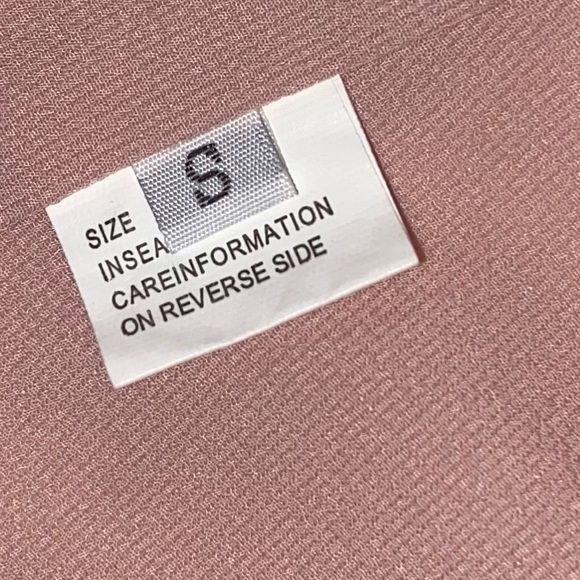 SIZE S
INSEA
CAREINFORMATION
ON REVERSE SIDE